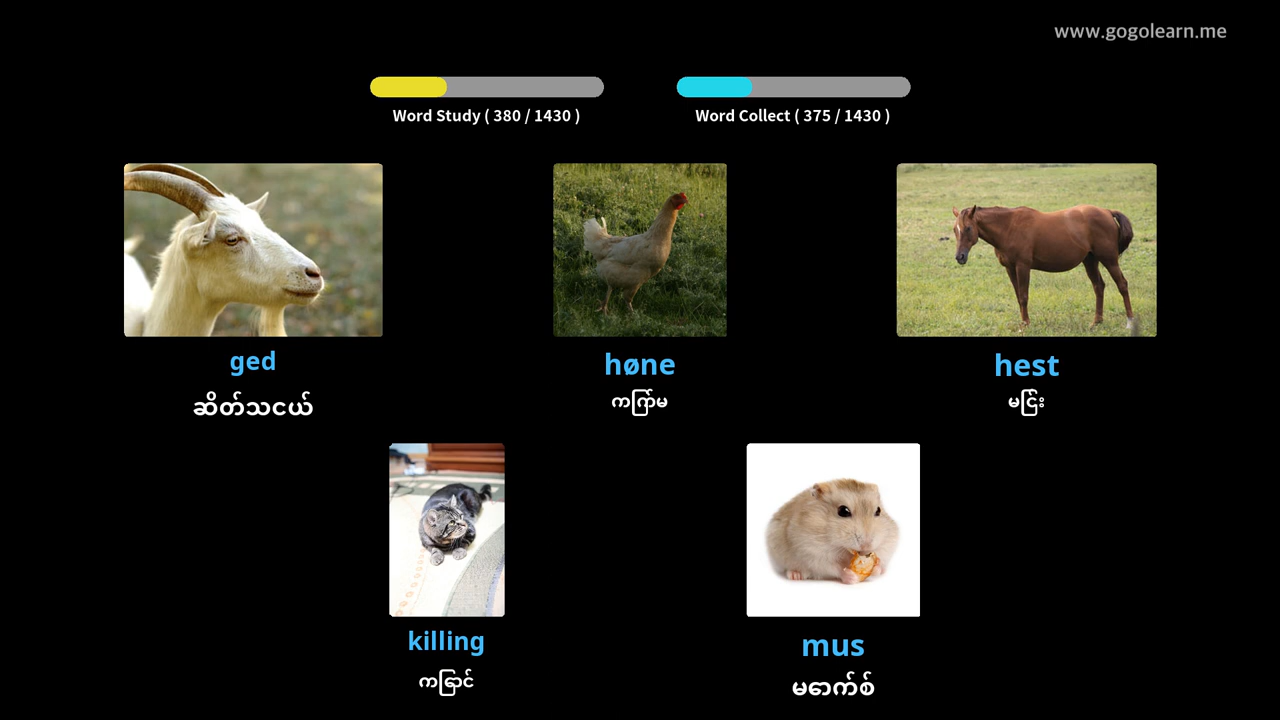 www.gogolearn.me
Word Study ( 380 / 1430 )
Word Collect ( 375 / 1430 )
ged
ဆိတ်သငယ်
høne
ကြက်မ
hest
မြင်း
killing
ကြောင်
mus
မောက်စ်